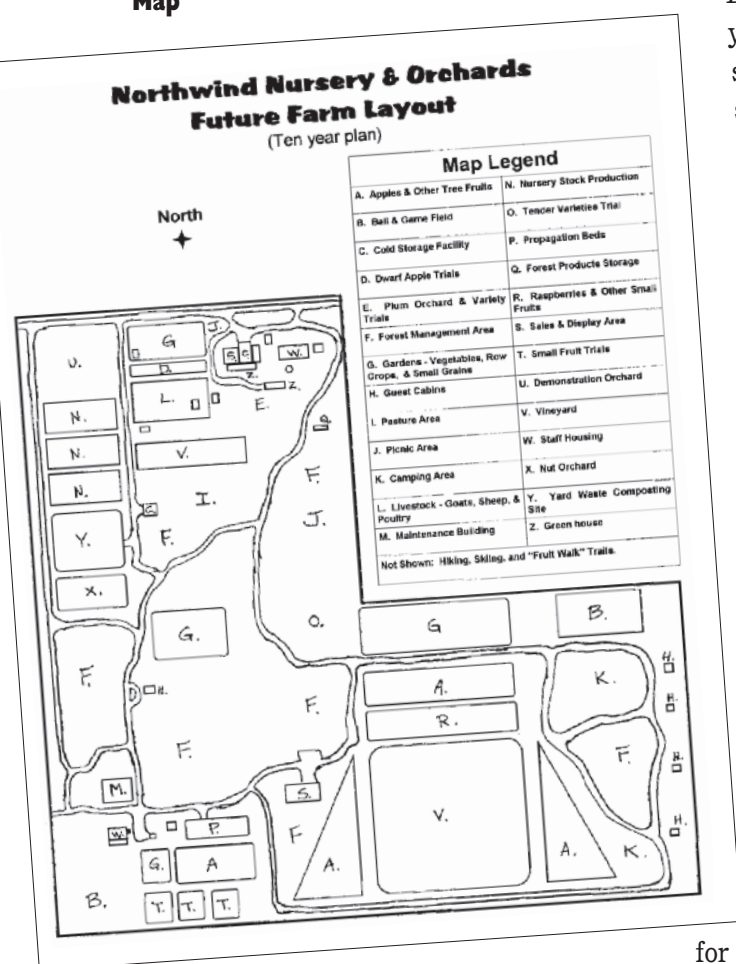 Map
Northwind Nursery & Orchards
Future Farm Layout
(Ten year plan)
North
Map Legend
A. Apples & Other Tree Fruits
N. Nursery Stock Production
B. Ball & Game Field
O. Tender Varieties Trial
C. Cold Storage Facility
P. Propagation Beds
D. Dwarf Apple Trials
Q. Forest Products Storage
E. Plum Orchard & Variety
Trials
R. Raspberries & Other Small
Fruits
F. Forest Management Area
S. Sales & Display Area
G. Gardens - Vegetables, Row
Crops, & Small Grains
T. Small Fruit Trials
H. Guest Cabins
U. Demonstration Orchard
I. Pasture Area
V. Vineyard
J. Picnic Area
W. Staff Housing
K. Camping Area
X. Nut Orchard
L. Livestock - Goats, Sheep, &
Poultry
Y. Yard Waste Composting
Site
M. Maintenance Building
Z. Green house
Not Shown: Hiking, Skiing, and "Fruit Walk" Trails.
U. G J. S. C. W.
Z. Z.
N. L. E.
N. V. Q.
N. I. F.
Y. F. J.
X.
G. O. G B.
F. H. F. A. K. H.
F. R. H.
M. S. V. F. H.
W. P. F A. A. K. H.
G. A
B. T. T. T.
for